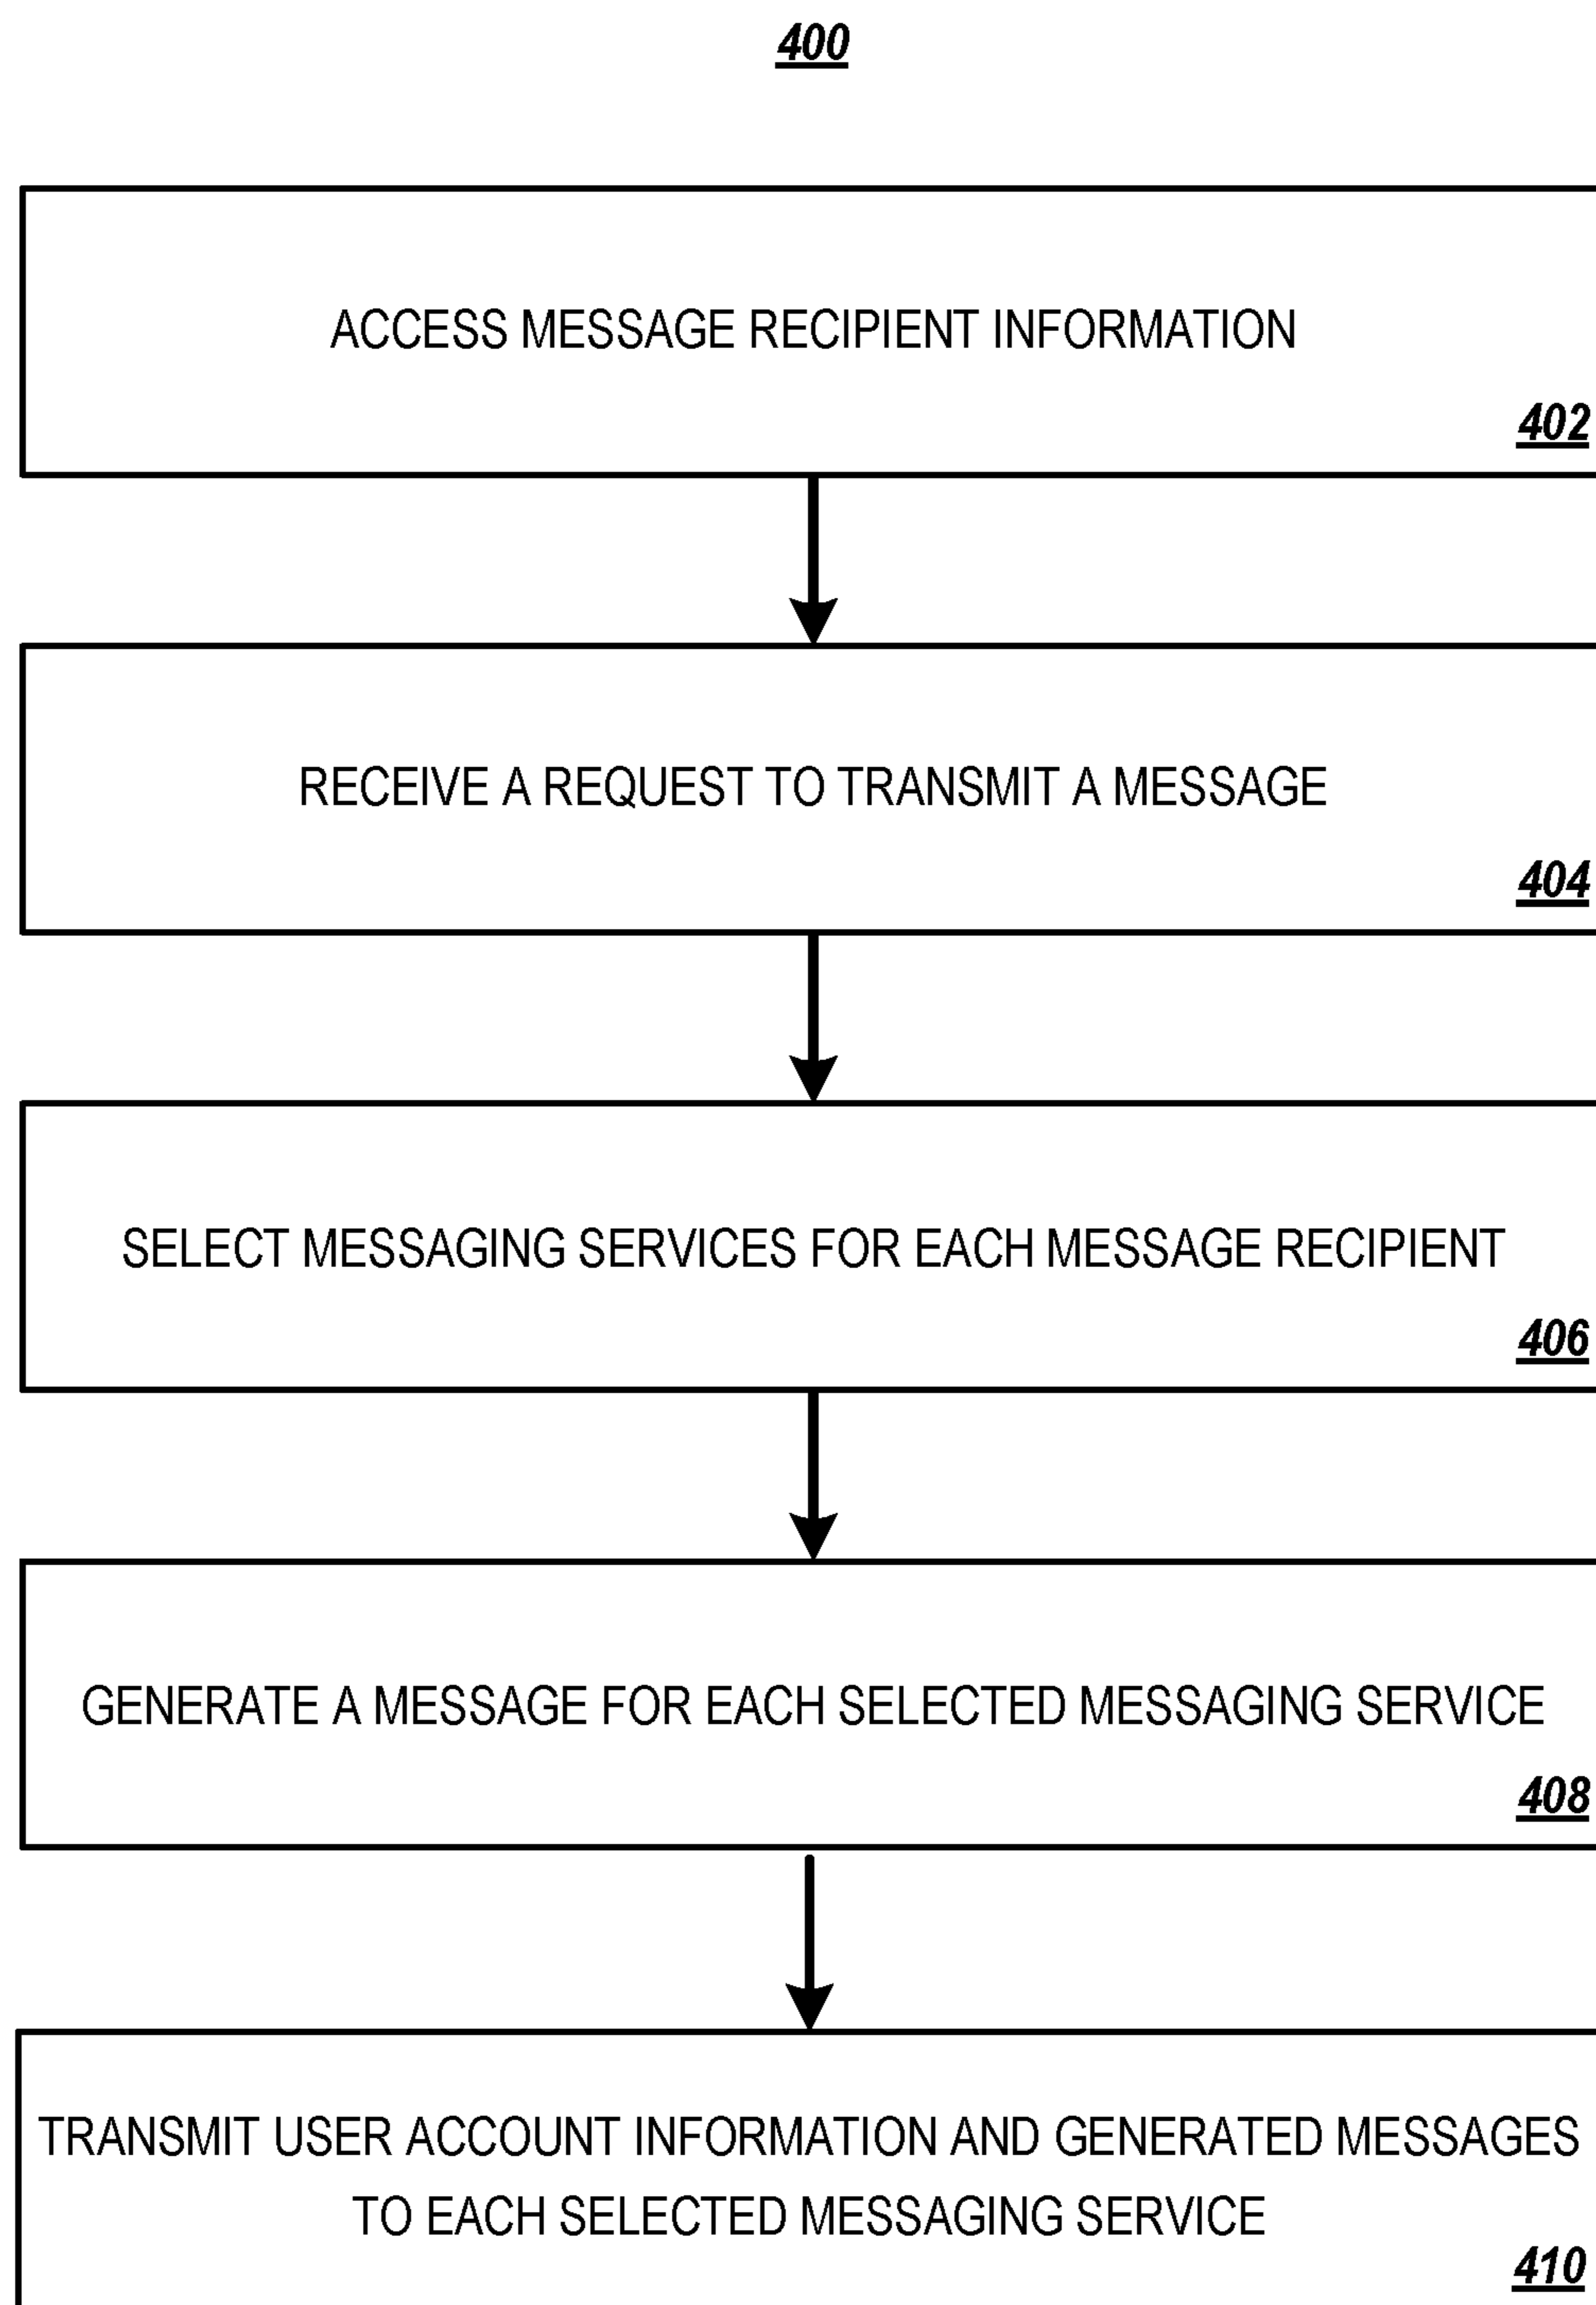 400
ACCESS MESSAGE RECIPIENT INFORMATION
402
RECEIVE A REQUEST TO TRANSMIT A MESSAGE
404
SELECT MESSAGING SERVICES FOR EACH MESSAGE RECIPIENT
406
GENERATE A MESSAGE FOR EACH SELECTED MESSAGING SERVICE
408
TRANSMIT USER ACCOUNT INFORMATION AND GENERATED MESSAGES
TO EACH SELECTED MESSAGING SERVICE
410